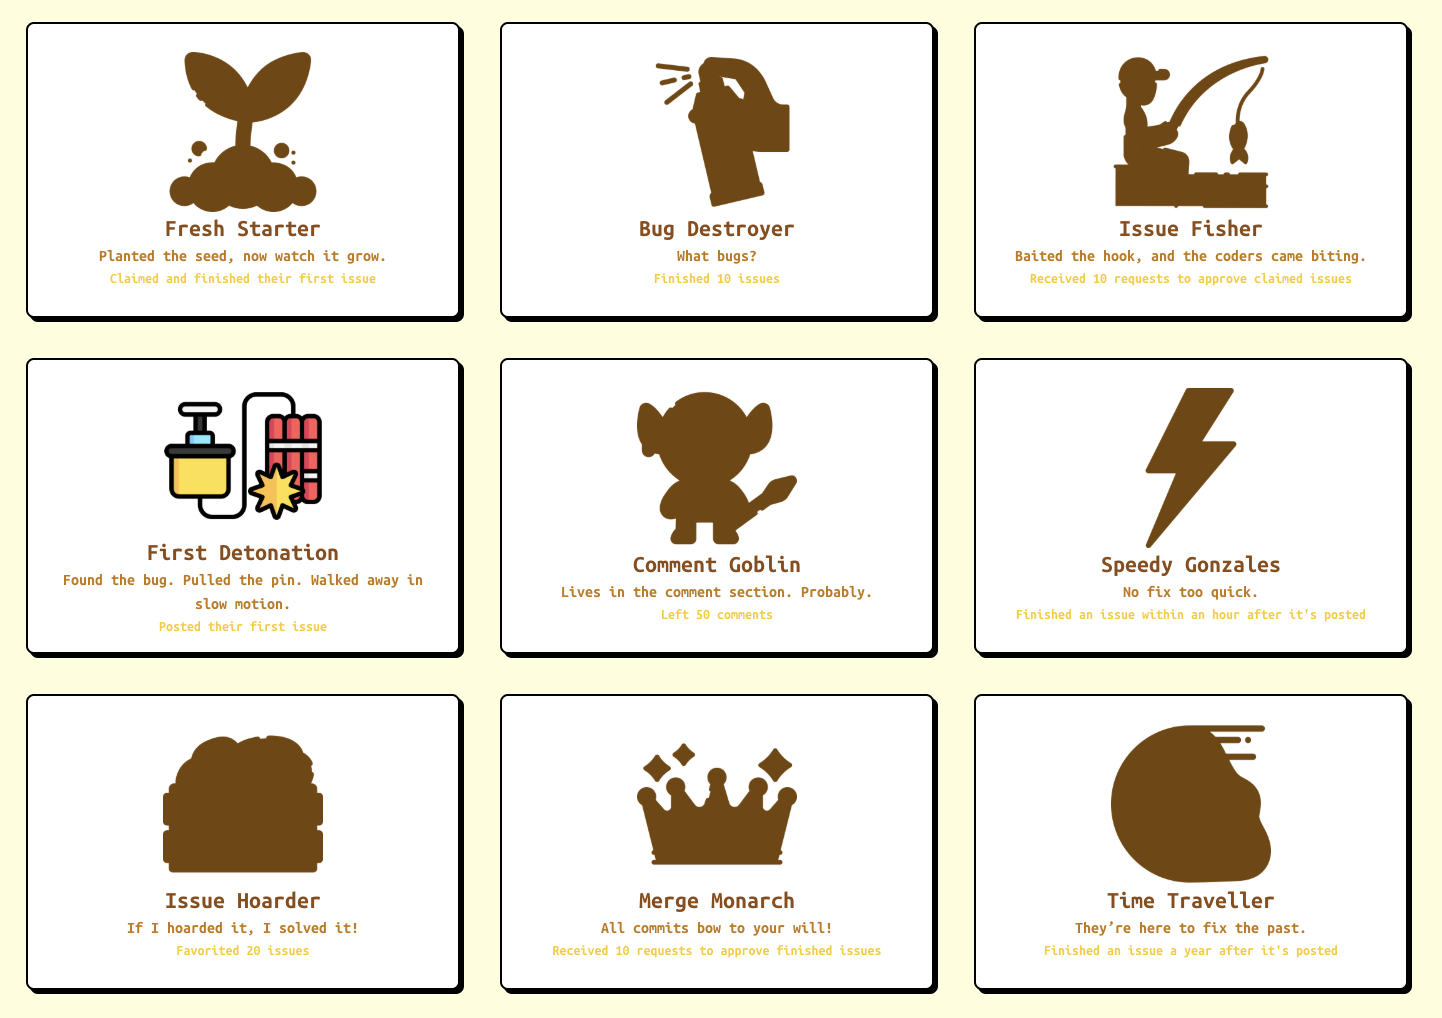 Fresh Starter
Planted the seed, now watch it grow.
Claimed and finished their first issue
Bug Destroyer
What bugs?
Finished 10 issues
Issue Fisher
Baited the hook, and the coders came biting.
Received 10 requests to approve claimed issues
First Detonation
Found the bug. Pulled the pin. Walked away in
slow motion.
Posted their first issue
Comment Goblin
Lives in the comment section. Probably.
Left 50 comments
Speedy Gonzales
No fix too quick.
Finished an issue within an hour after it's posted
Issue Hoarder
If I hoarded it, I solved it!
Favorited 20 issues
Merge Monarch
All commits bow to your will!
Received 10 requests to approve finished issues
Time Traveller
They’re here to fix the past.
Finished an issue a year after it's posted